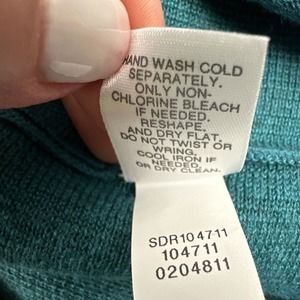 HAND WASH COLD
SEPARATELY.
ONLY NON-
CHLORINE BLEACH
IF NEEDED.
RESHAPE.
AND DRY FLAT.
DO NOT TWIST OR
WRING.
COOL IRON IF
NEEDED.
OR DRY CLEAN.
SDR104711
104711
0204811